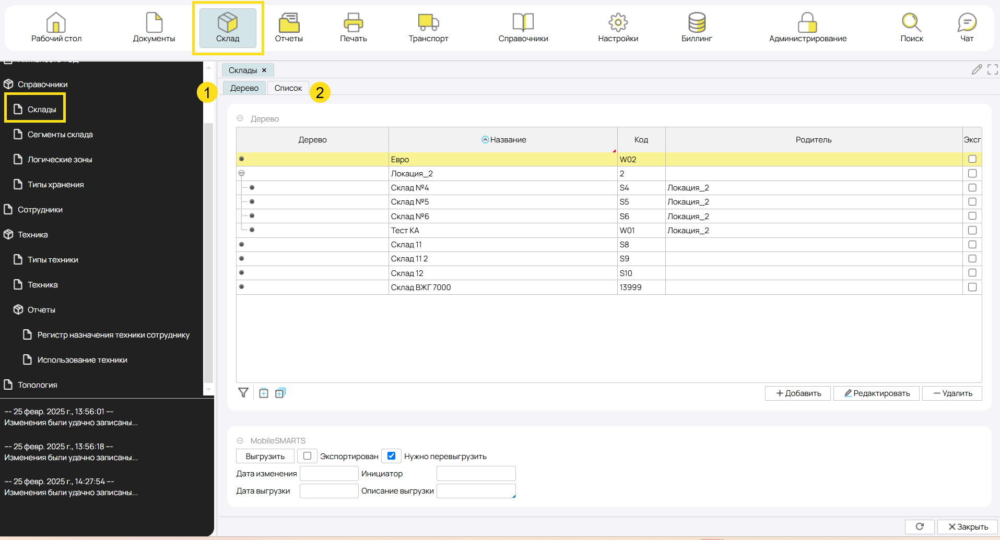 Рабочий стол
Документы
Склад
Отчеты
Печать
Транспорт
Справочники
Настройки
Биллинг
Администрирование
Поиск
Чат
Справочники
Склады
Сегменты склада
Логические зоны
Типы хранения
Сотрудники
Техника
Типы техники
Техника
Отчеты
Регистр назначения техники сотруднику
Использование техники
Топология
--- 25 февр. 2025 г., 13:56:01 ---
Изменения были удачно записаны...
--- 25 февр. 2025 г., 13:56:18 ---
Изменения были удачно записаны...
--- 25 февр. 2025 г., 14:27:54 ---
Изменения были удачно записаны...
Склады ×
1 Дерево Список 2
Дерево
Дерево Название Код Родитель Эксп
Евро W02
Локация_2 2
Склад №4 S4 Локация_2
Склад №5 S5 Локация_2
Склад №6 S6 Локация_2
Тест КА W01 Локация_2
Склад 11 S8
Склад 11 2 S9
Склад 12 S10
Склад ВЖГ 7000 13999
+ Добавить Редактировать — Удалить
MobileSMARTS
Выгрузить Экспортирован Нужно перевыгрузить
Дата изменения Инициатор
Дата выгрузки Описание выгрузки
× Закрыть